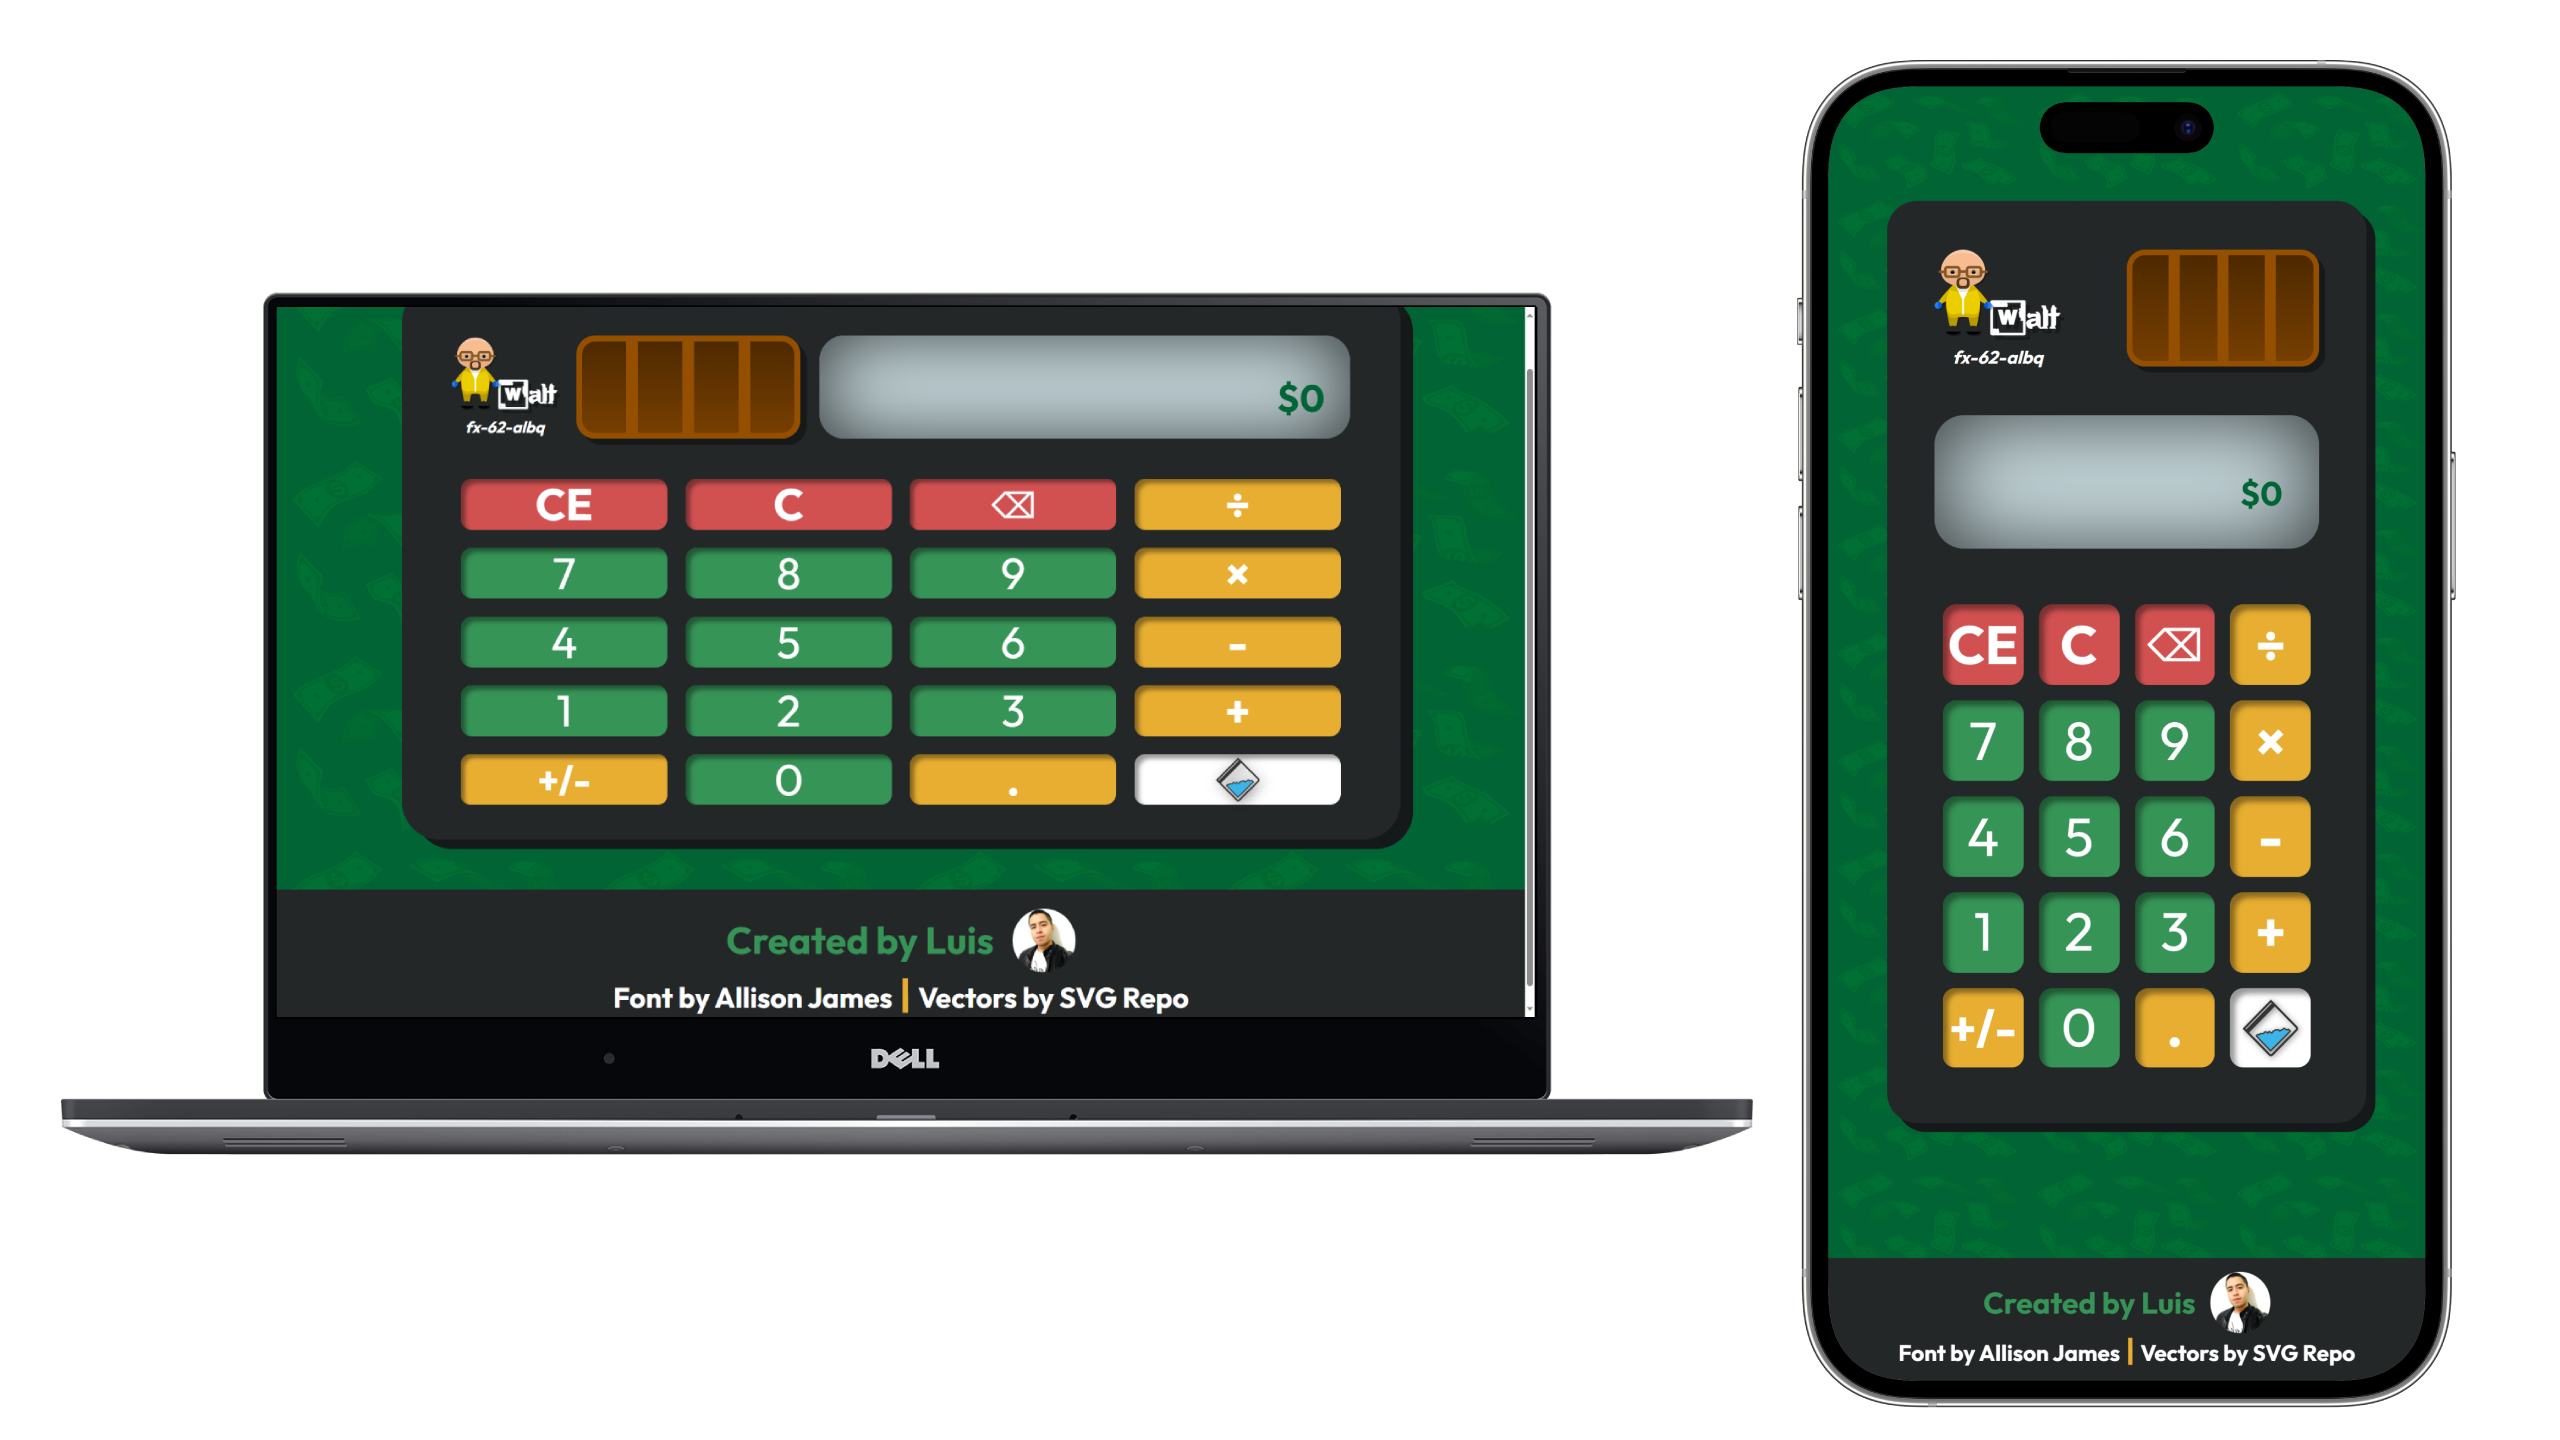 Walt
fx-62-albq
$0
CE C ⌫ ÷
7 8 9 ×
4 5 6 -
1 2 3 +
+/- 0 .
Created by Luis
Font by Allison James | Vectors by SVG Repo
DELL
Walt
fx-62-albq
$0
CE C ⌫ ÷
7 8 9 ×
4 5 6 -
1 2 3 +
+/- 0 .
Created by Luis
Font by Allison James | Vectors by SVG Repo